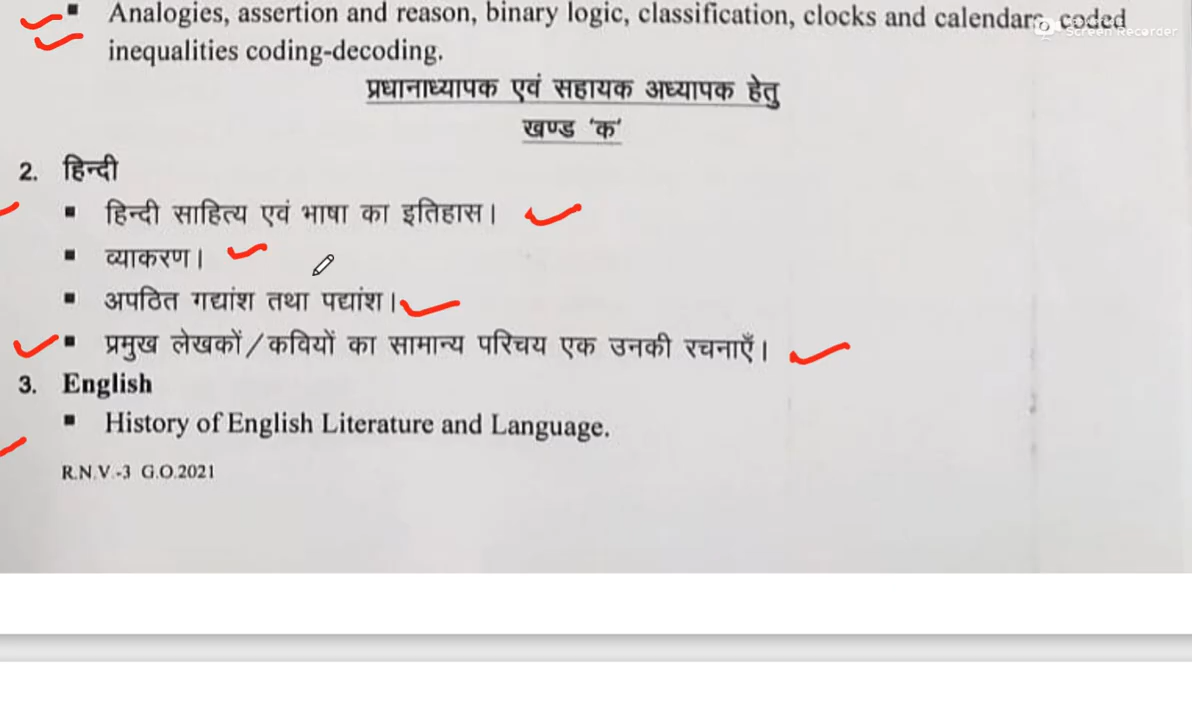 Analogies, assertion and reason, binary logic, classification, clocks and calendars, coded
Screen Recorder
inequalities coding-decoding.
प्रधानाध्यापक एवं सहायक अध्यापक हेतु
खण्ड 'क'
2. हिन्दी
हिन्दी साहित्य एवं भाषा का इतिहास।
व्याकरण।
अपठित गद्यांश तथा पद्यांश।
प्रमुख लेखकों/कवियों का सामान्य परिचय एक उनकी रचनाएँ।
3. English
History of English Literature and Language.
R.N.V.-3 G.O.2021